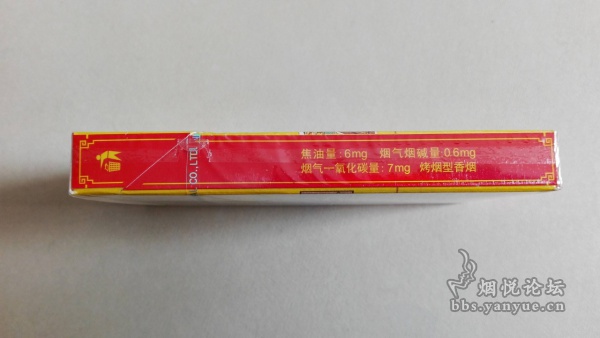 焦油量:6mg 烟气烟碱量:0.6mg
烟气一氧化碳量:7mg 烤烟型香烟
CO.,LTD
烟悦论坛
bbs.yanyue.cn